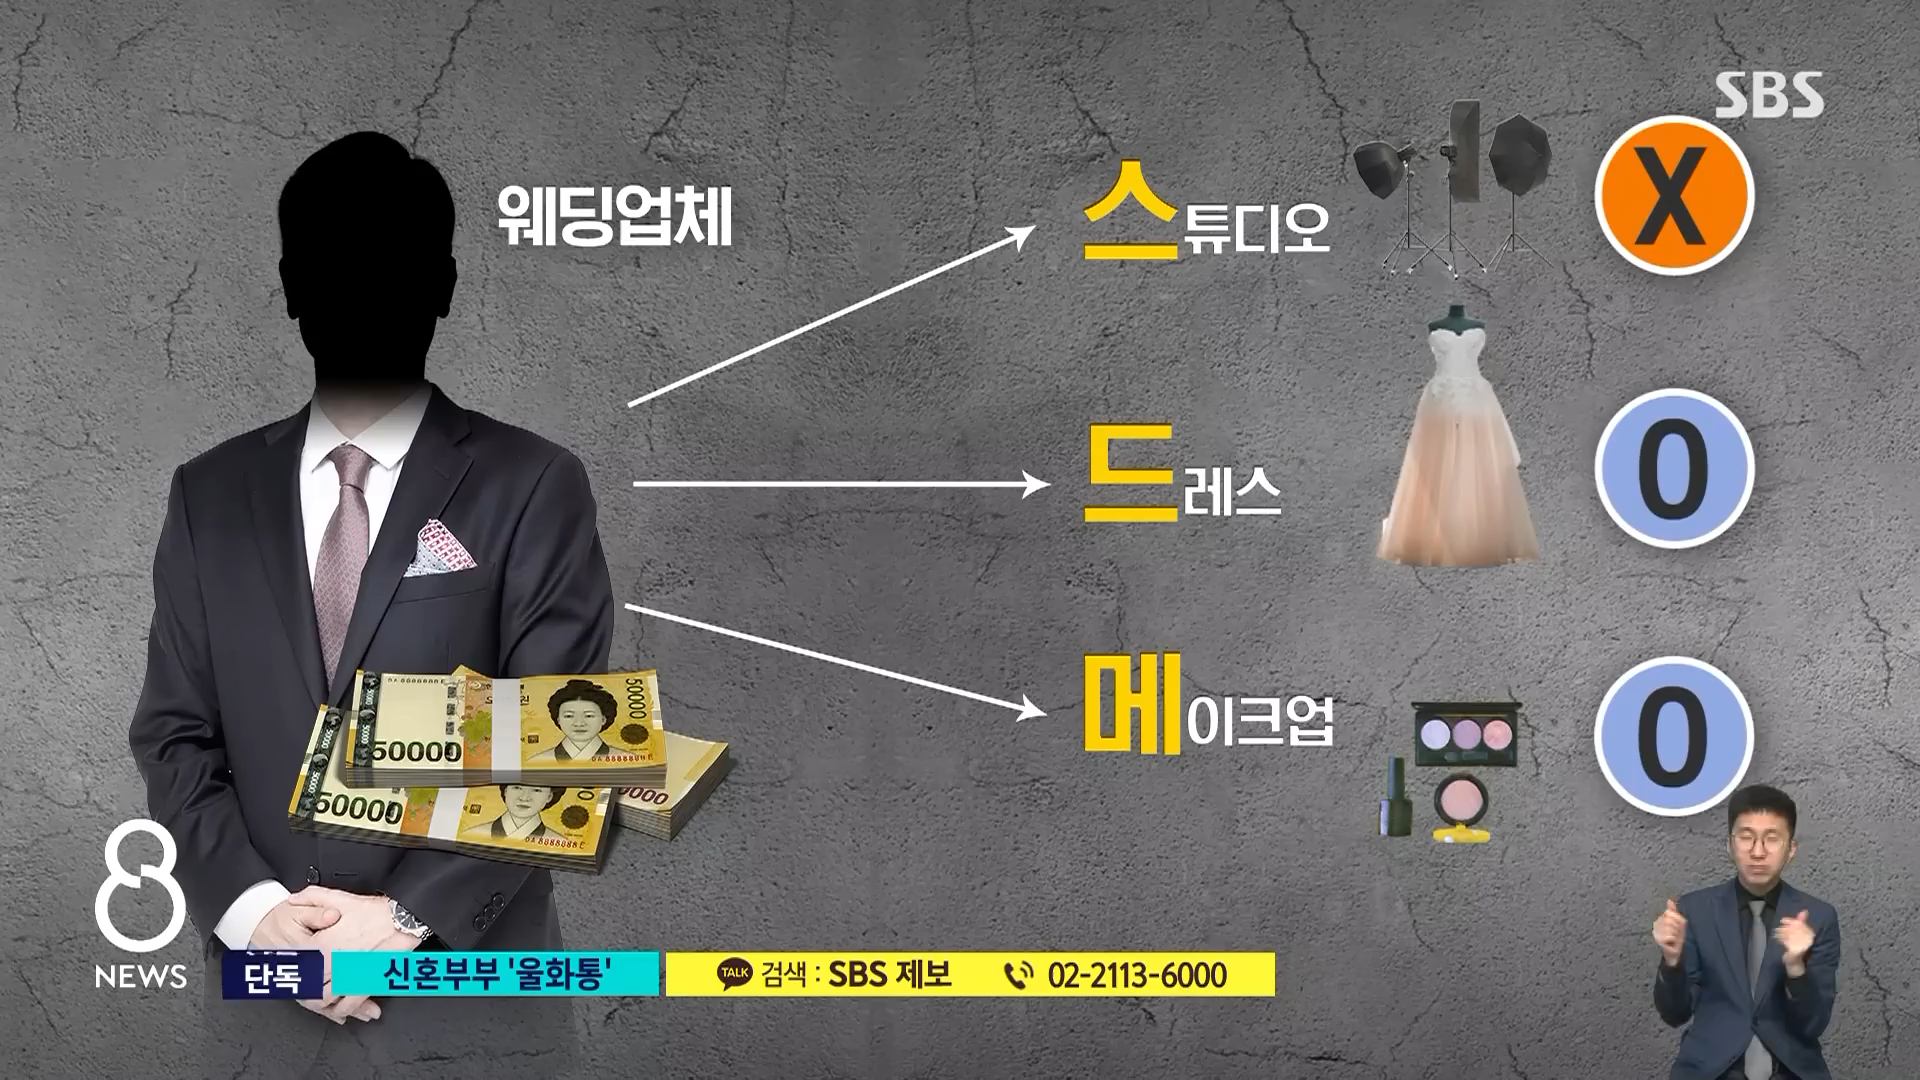 SBS
웨딩업체
스튜디오
X
드레스
O
메이크업
O
50000
50000
50000
50000
8
NEWS
단독
신혼부부 '울화통'
TALK 검색 : SBS 제보 02-2113-6000